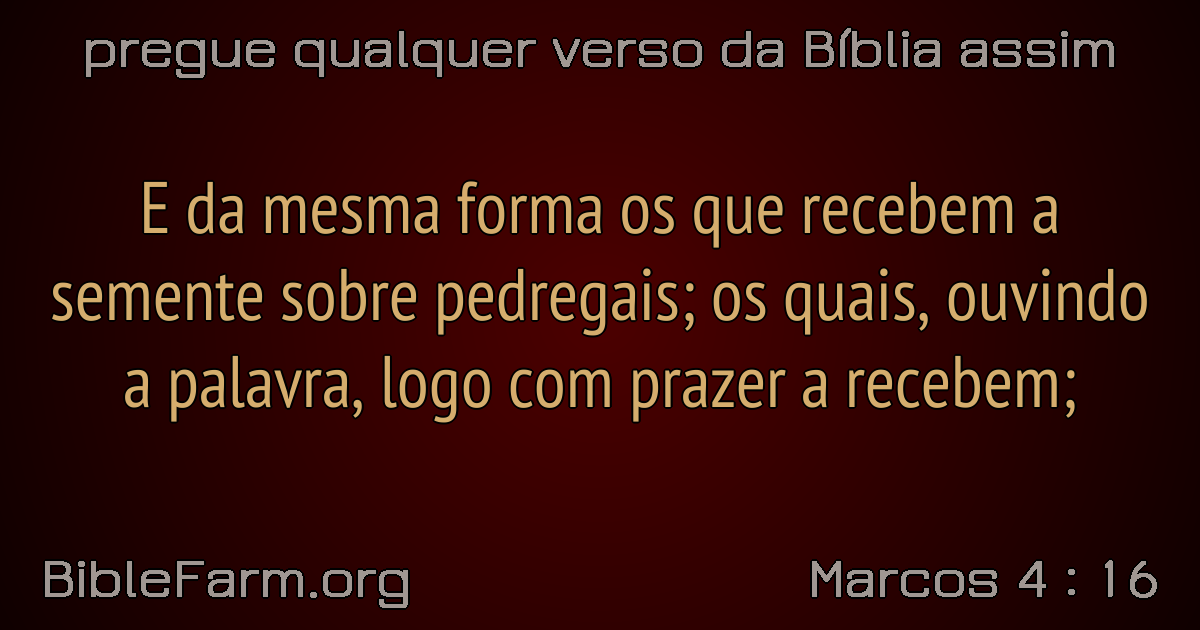 pregue qualquer verso da Bíblia assim
E da mesma forma os que recebem a
semente sobre pedregais; os quais, ouvindo
a palavra, logo com prazer a recebem;
BibleFarm.org
Marcos 4 : 16